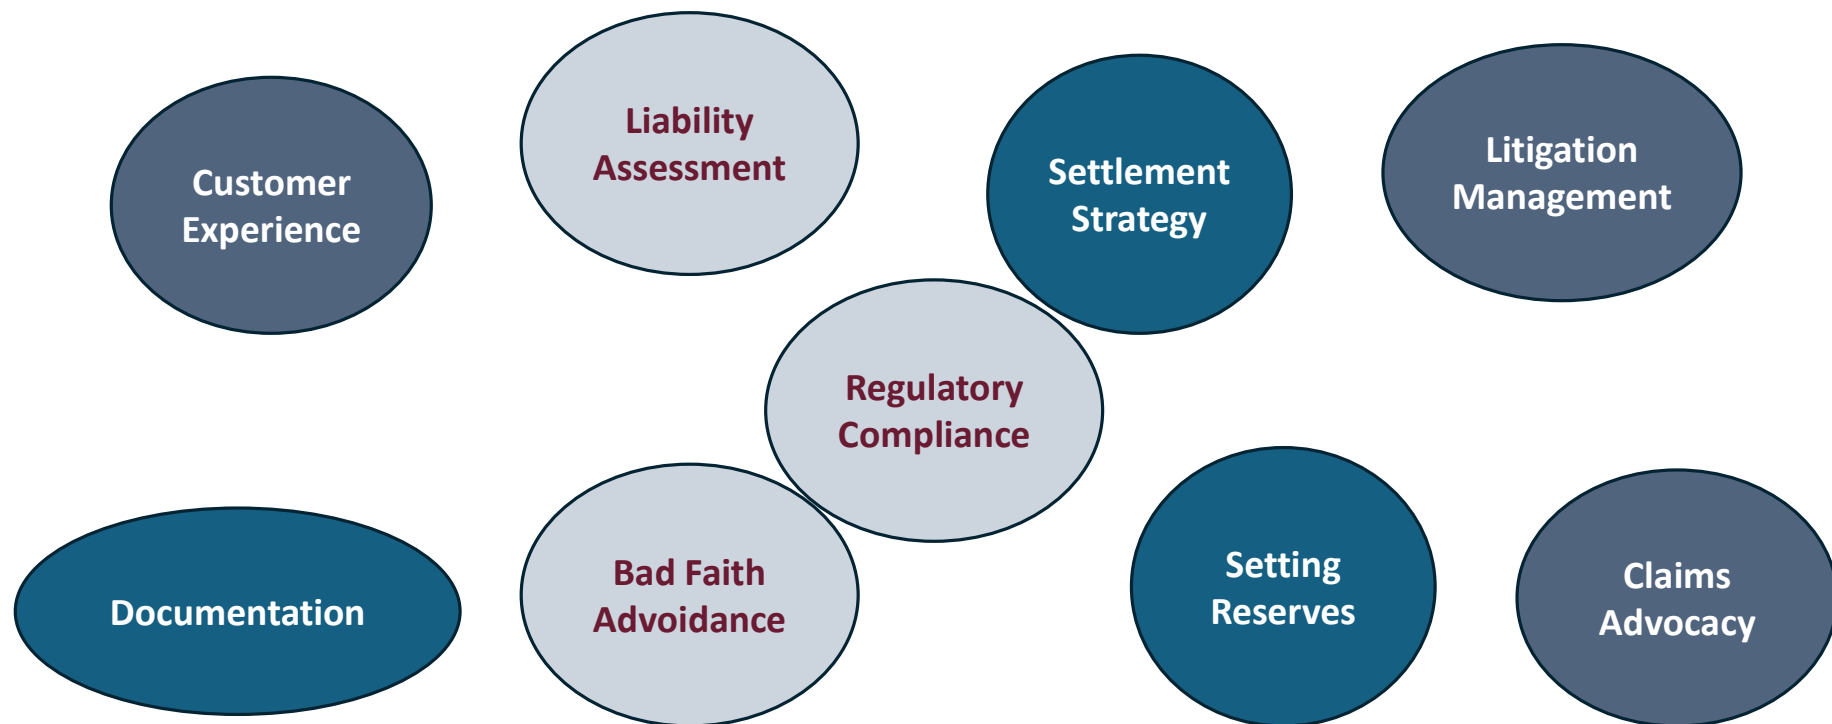 Customer
Experience
Liability
Assessment
Settlement
Strategy
Litigation
Management
Regulatory
Compliance
Documentation
Bad Faith
Advoidance
Setting
Reserves
Claims
Advocacy